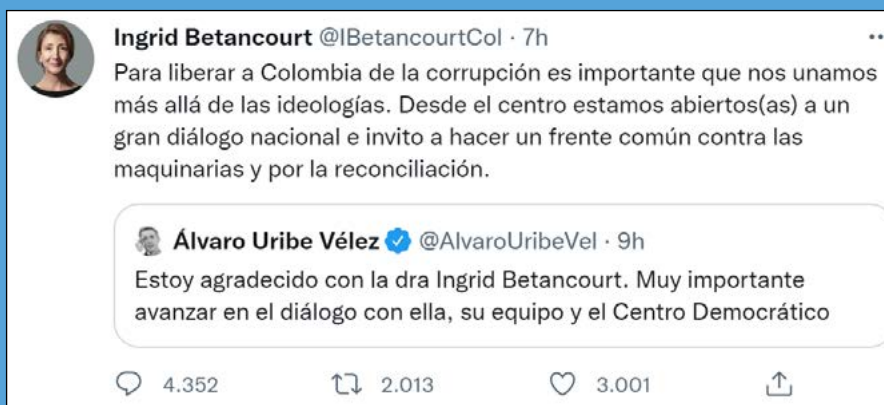 Ingrid Betancourt @IBetancourtCol · 7h
Para liberar a Colombia de la corrupción es importante que nos unamos
más allá de las ideologías. Desde el centro estamos abiertos(as) a un
gran diálogo nacional e invito a hacer un frente común contra las
maquinarias y por la reconciliación.
Álvaro Uribe Vélez @AlvaroUribeVel · 9h
Estoy agradecido con la dra Ingrid Betancourt. Muy importante
avanzar en el diálogo con ella, su equipo y el Centro Democrático
4.352 2.013 3.001